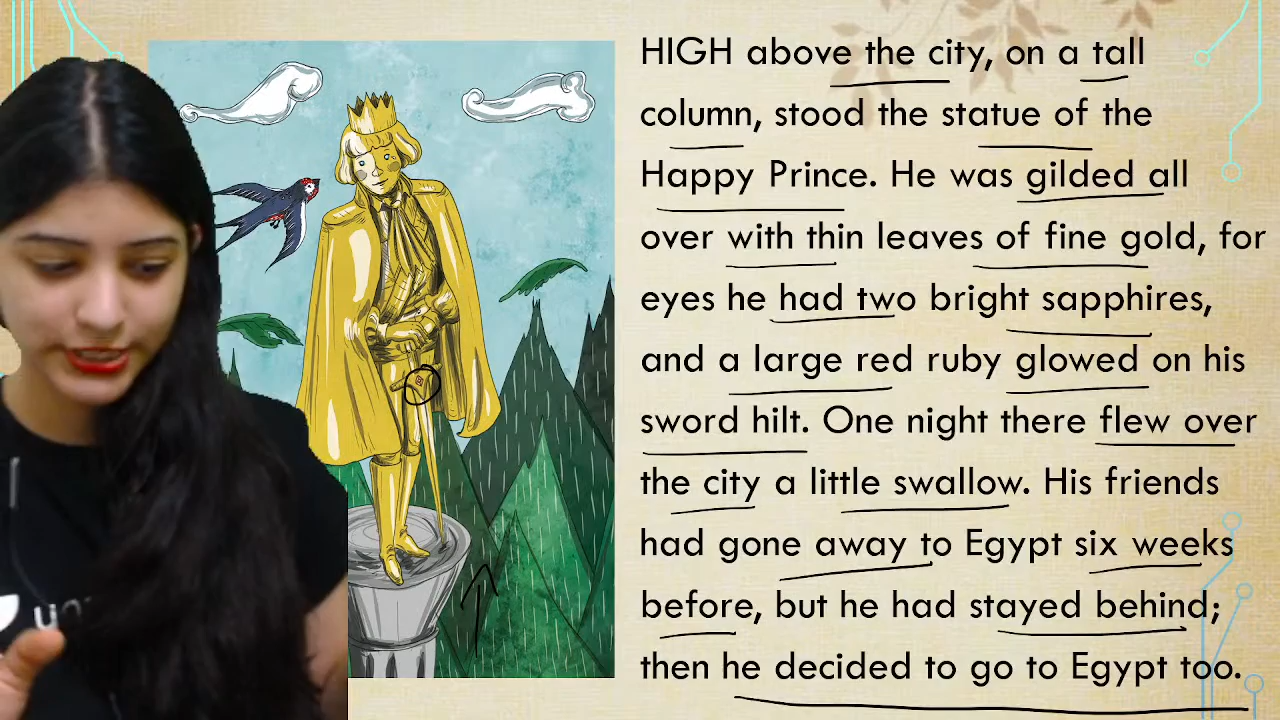 HIGH above the city, on a tall
column, stood the statue of the
Happy Prince. He was gilded all
over with thin leaves of fine gold, for
eyes he had two bright sapphires,
and a large red ruby glowed on his
sword hilt. One night there flew over
the city a little swallow. His friends
had gone away to Egypt six weeks
before, but he had stayed behind;
then he decided to go to Egypt too.